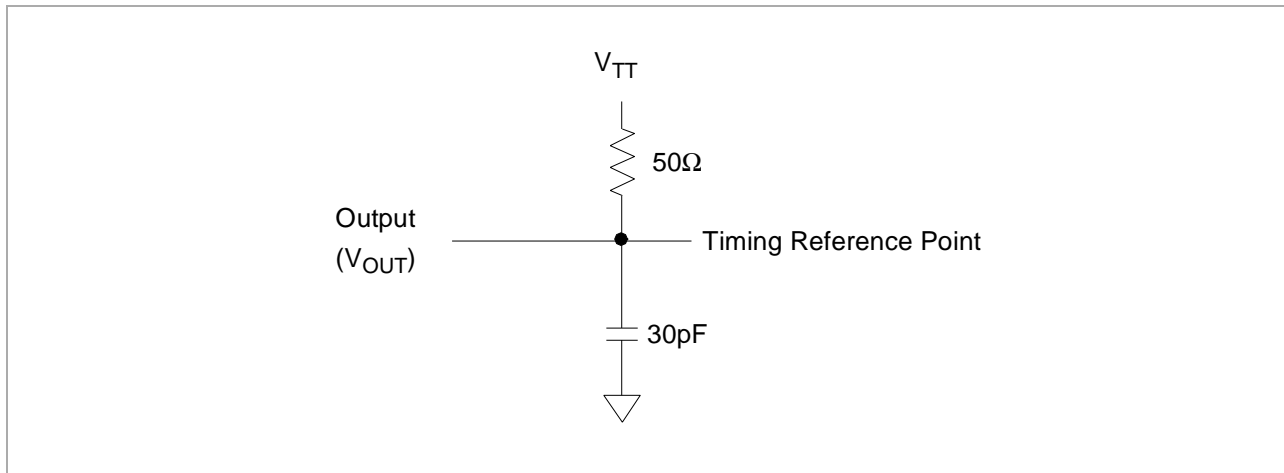 V_TT
50Ω
Output
(V_OUT)
Timing Reference Point
30pF